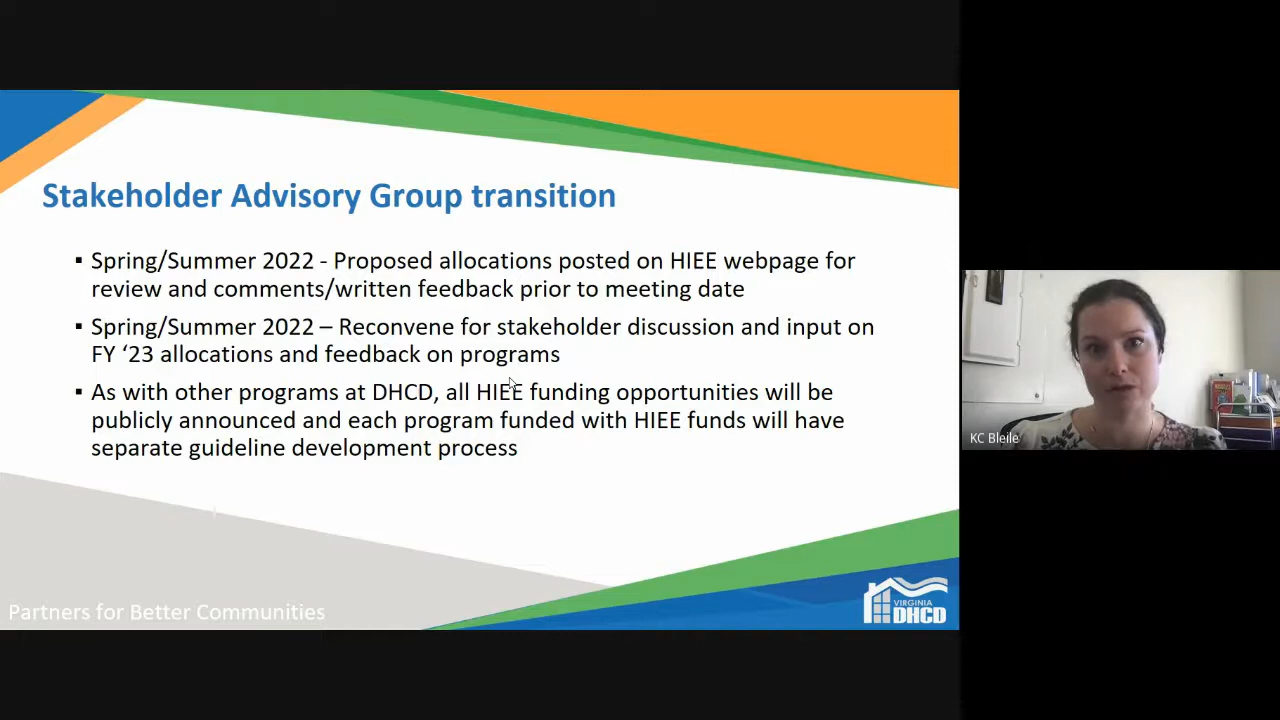 Stakeholder Advisory Group transition
▪ Spring/Summer 2022 - Proposed allocations posted on HIEE webpage for
review and comments/written feedback prior to meeting date
▪ Spring/Summer 2022 – Reconvene for stakeholder discussion and input on
FY ‘23 allocations and feedback on programs
▪ As with other programs at DHCD, all HIEE funding opportunities will be
publicly announced and each program funded with HIEE funds will have
separate guideline development process
Partners for Better Communities
VIRGINIA
DHCD
KC Bleile